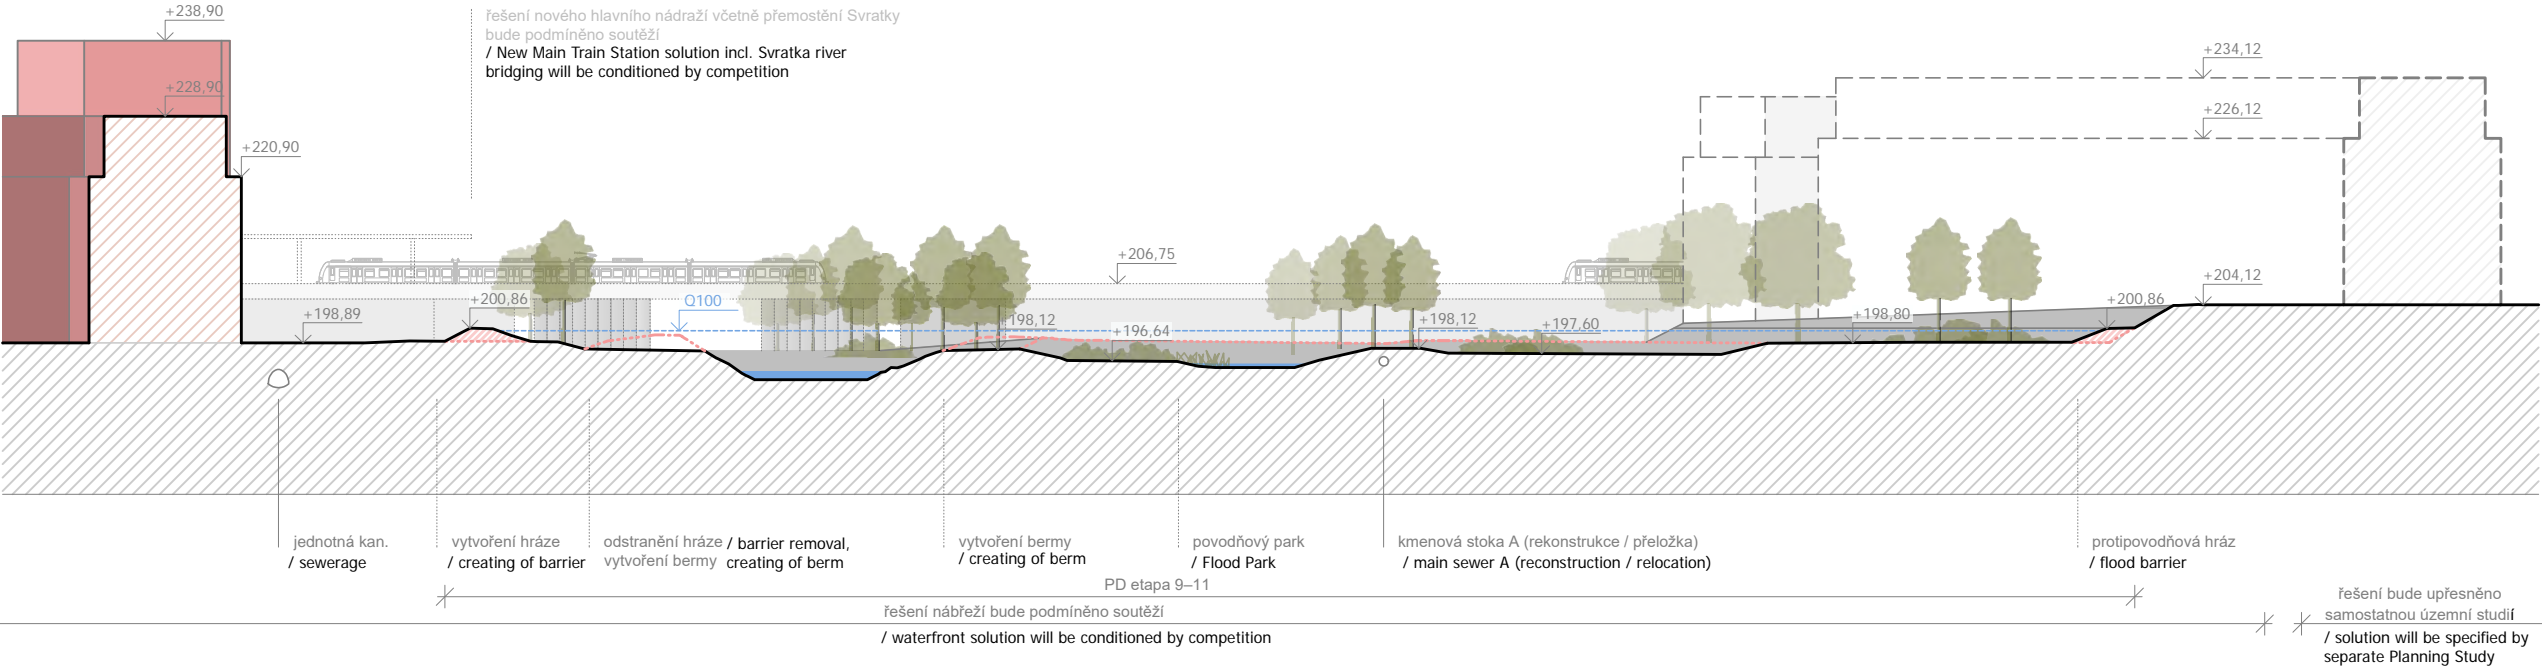 +238,90
řešení nového hlavního nádraží včetně přemostění Svratky
bude podmíněno soutěží
/ New Main Train Station solution incl. Svratka river
bridging will be conditioned by competition
+234,12
+228,90
+226,12
+220,90
+206,75
+204,12
+200,86
Q100
+200,86
+198,89
+198,12
+196,64
+198,12
+197,60
+198,80
jednotná kan.
/ sewerage
vytvoření hráze
/ creating of barrier
odstranění hráze / barrier removal,
vytvoření bermy creating of berm
vytvoření bermy
/ creating of berm
povodňový park
/ Flood Park
kmenová stoka A (rekonstrukce / přeložka)
/ main sewer A (reconstruction / relocation)
protipovodňová hráz
/ flood barrier
PD etapa 9–11
řešení nábřeží bude podmíněno soutěží
/ waterfront solution will be conditioned by competition
řešení bude upřesněno
samostatnou územní studií
/ solution will be specified by
separate Planning Study